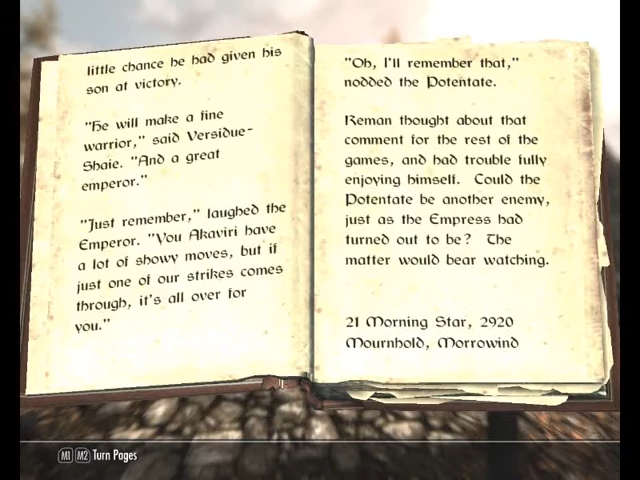 little chance he had given his
son at victory.
"He will make a fine
warrior," said Versidue-
Shaie. "And a great
emperor."
"Just remember," laughed the
Emperor. "You Akaviri have
a lot of showy moves, but if
just one of our strikes comes
through, it's all over for
you."
"Oh, I'll remember that,"
nodded the Potentate.
Reman thought about that
comment for the rest of the
games, and had trouble fully
enjoying himself. Could the
Potentate be another enemy,
just as the Empress had
turned out to be? The
matter would bear watching.
21 Morning Star, 2920
Mournhold, Morrowind
M1 M2 Turn Pages